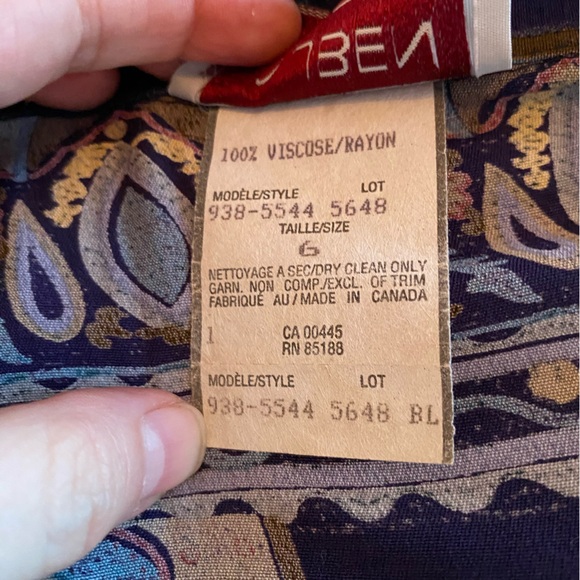 100% VISCOSE/RAYON
MODÈLE/STYLE LOT
938-5544 5648
TAILLE/SIZE
6
NETTOYAGE A SEC/DRY CLEAN ONLY
GARN. NON COMP./EXCL. OF TRIM
FABRIQUÉ AU/MADE IN CANADA
1 CA 00445
RN 85188
MODÈLE/STYLE LOT
938-5544 5648 BL